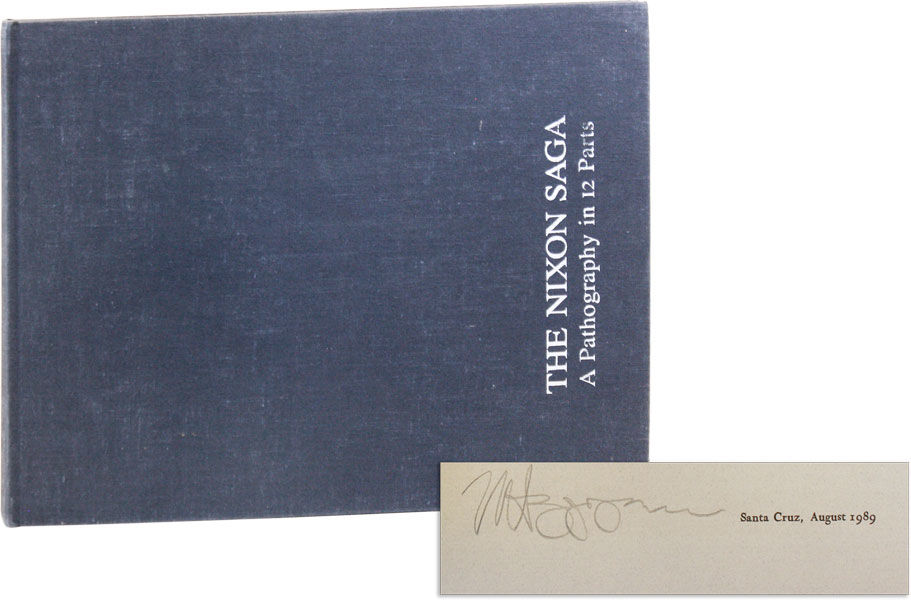 THE NIXON SAGA
A Pathography in 12 Parts
Santa Cruz, August 1989